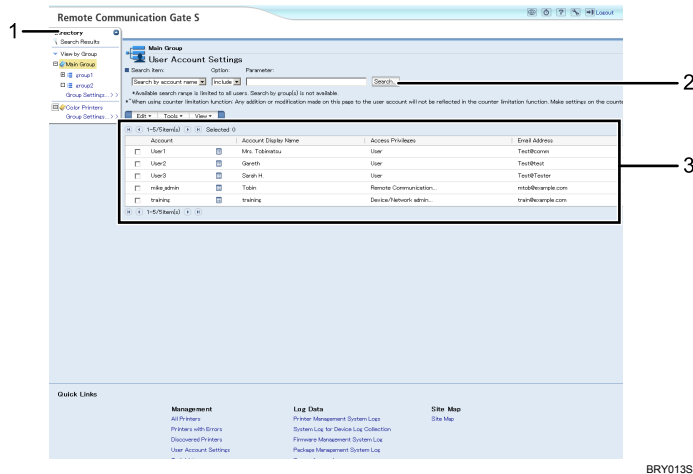 Remote Communication Gate S
Logout
1
Directory
Search Results
View by Group
Main Group
group1
group2
Group Settings...>>
Color Printers
Group Settings...>>
Main Group
User Account Settings
Search item: Option: Parameter:
Search by account name Include Search...
*Available search range is limited to all users. Search by group(s) is not available.
*"When using counter limitation function: Any addition or modification made on this page to the user account will not be reflected in the counter limitation function. Make settings on the counte
2
Edit Tools View
1-5/5item(s) Selected 0
Account Account Display Name Access Privileges Email Address
User1 Mrs. Tobimatsu User Test@comm
User2 Gareth User Test@test
User3 Sarah H. User Test@Tester
mike_admin Tobin Remote Communication... mtob@example.com
training training Device/Network admin... train@example.com
1-5/5item(s)
3
Quick Links
Management Log Data Site Map
All Printers Printer Management System Logs Site Map
Printers with Errors System Log for Device Log Collection
Discovered Printers Firmware Management System Log
User Account Settings Package Management System Log
BRY013S